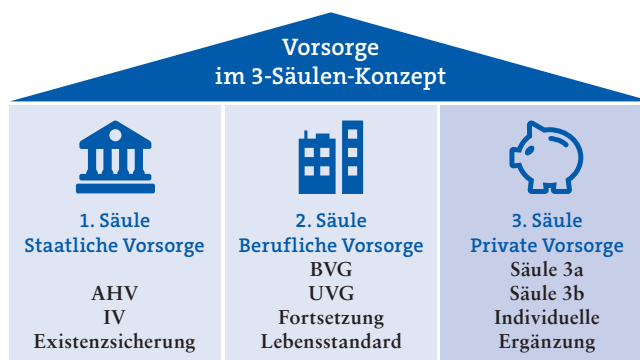 Vorsorge
im 3-Säulen-Konzept
1. Säule
Staatliche Vorsorge
AHV
IV
Existenzsicherung
2. Säule
Berufliche Vorsorge
BVG
UVG
Fortsetzung
Lebensstandard
3. Säule
Private Vorsorge
Säule 3a
Säule 3b
Individuelle
Ergänzung